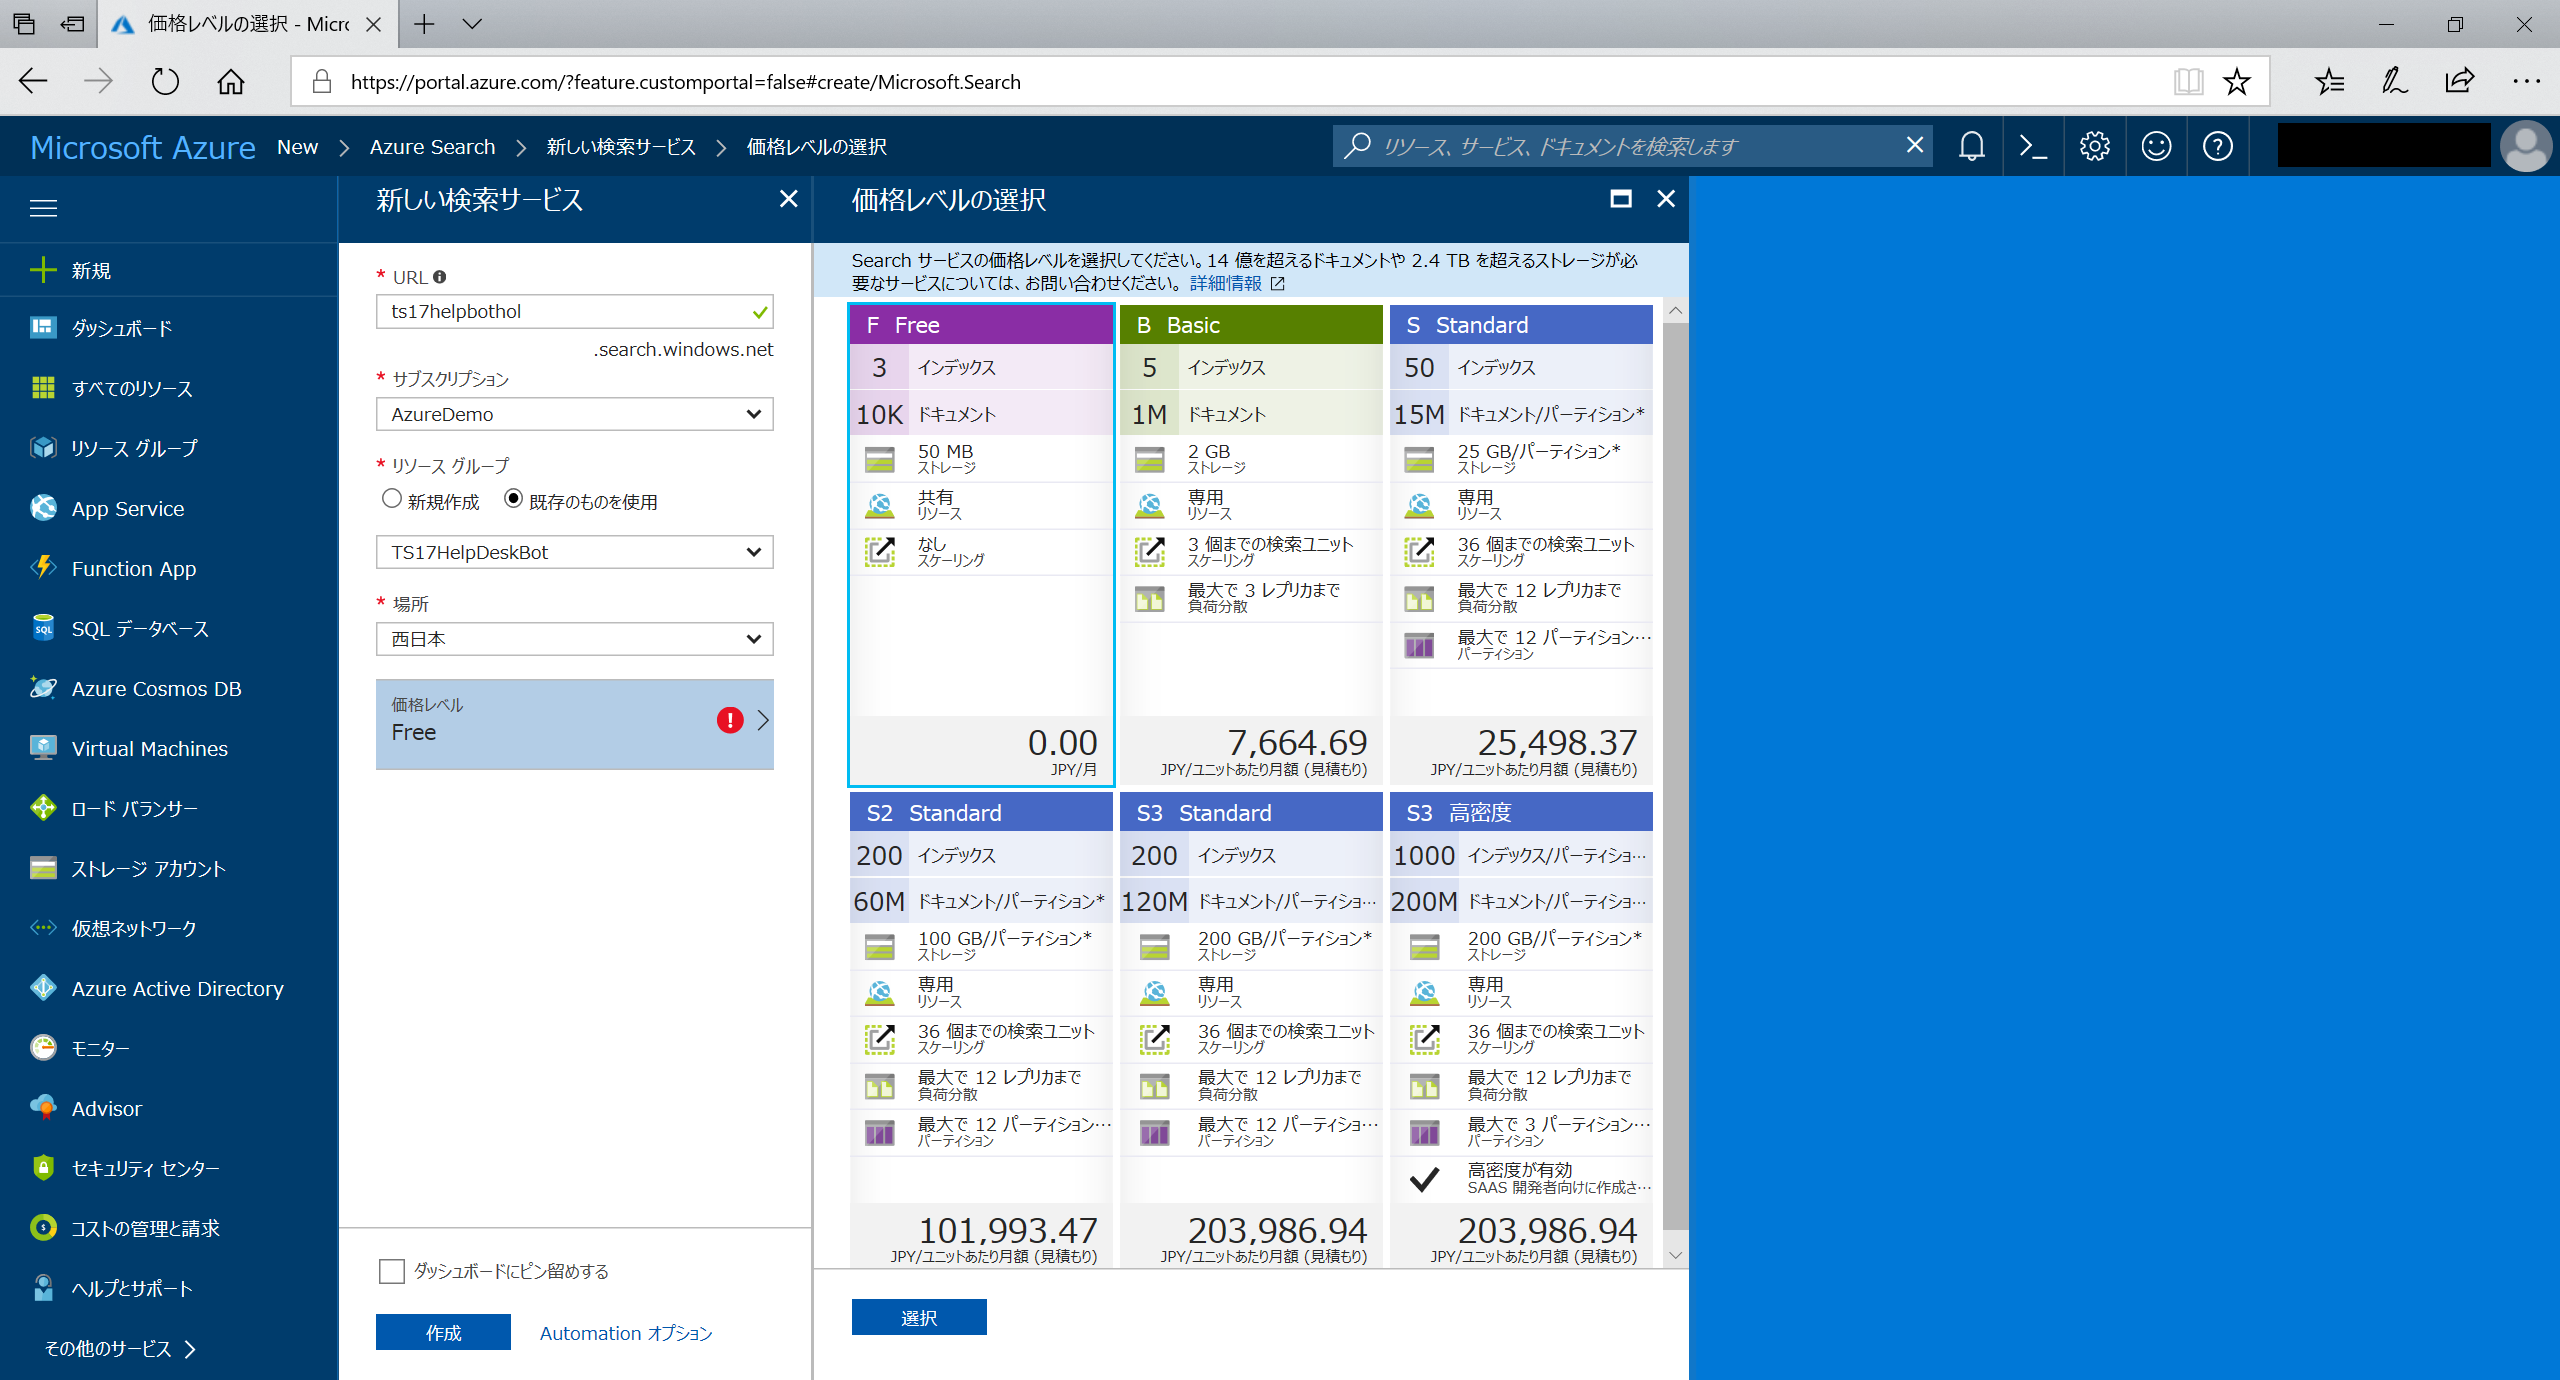 価格レベルの選択 - Micr
https://portal.azure.com/?feature.customportal=false#create/Microsoft.Search
Microsoft Azure
New > Azure Search > 新しい検索サービス > 価格レベルの選択
リソース、サービス、ドキュメントを検索します
新規
ダッシュボード
すべてのリソース
リソース グループ
App Service
Function App
SQL データベース
Azure Cosmos DB
Virtual Machines
ロード バランサー
ストレージ アカウント
仮想ネットワーク
Azure Active Directory
モニター
Advisor
セキュリティ センター
コストの管理と請求
ヘルプとサポート
その他のサービス >
新しい検索サービス
* URL
ts17helpbothol
.search.windows.net
* サブスクリプション
AzureDemo
* リソース グループ
新規作成 既存のものを使用
TS17HelpDeskBot
* 場所
西日本
価格レベル
Free
ダッシュボードにピン留めする
作成 Automation オプション
価格レベルの選択
Search サービスの価格レベルを選択してください。14 億を超えるドキュメントや 2.4 TB を超えるストレージが必
要なサービスについては、お問い合わせください。 詳細情報
F Free
3 インデックス
10K ドキュメント
50 MB
ストレージ
共有
リソース
なし
スケーリング
0.00
JPY/月
B Basic
5 インデックス
1M ドキュメント
2 GB
ストレージ
専用
リソース
3 個までの検索ユニット
スケーリング
最大で 3 レプリカまで
負荷分散
7,664.69
JPY/ユニットあたり月額 (見積もり)
S Standard
50 インデックス
15M ドキュメント/パーティション*
25 GB/パーティション*
ストレージ
専用
リソース
36 個までの検索ユニット
スケーリング
最大で 12 レプリカまで
負荷分散
最大で 12 パーティション…
パーティション
25,498.37
JPY/ユニットあたり月額 (見積もり)
S2 Standard
200 インデックス
60M ドキュメント/パーティション*
100 GB/パーティション*
ストレージ
専用
リソース
36 個までの検索ユニット
スケーリング
最大で 12 レプリカまで
負荷分散
最大で 12 パーティション…
パーティション
101,993.47
JPY/ユニットあたり月額 (見積もり)
S3 Standard
200 インデックス
120M ドキュメント/パーティショ…
200 GB/パーティション*
ストレージ
専用
リソース
36 個までの検索ユニット
スケーリング
最大で 12 レプリカまで
負荷分散
最大で 12 パーティショ…
パーティション
203,986.94
JPY/ユニットあたり月額 (見積もり)
S3 高密度
1000 インデックス/パーティショ…
200M ドキュメント/パーティショ…
200 GB/パーティション*
ストレージ
専用
リソース
36 個までの検索ユニット
スケーリング
最大で 12 レプリカまで
負荷分散
最大で 3 パーティション…
パーティション
高密度が有効
SAAS 開発者向けに作成さ…
203,986.94
JPY/ユニットあたり月額 (見積もり)
選択